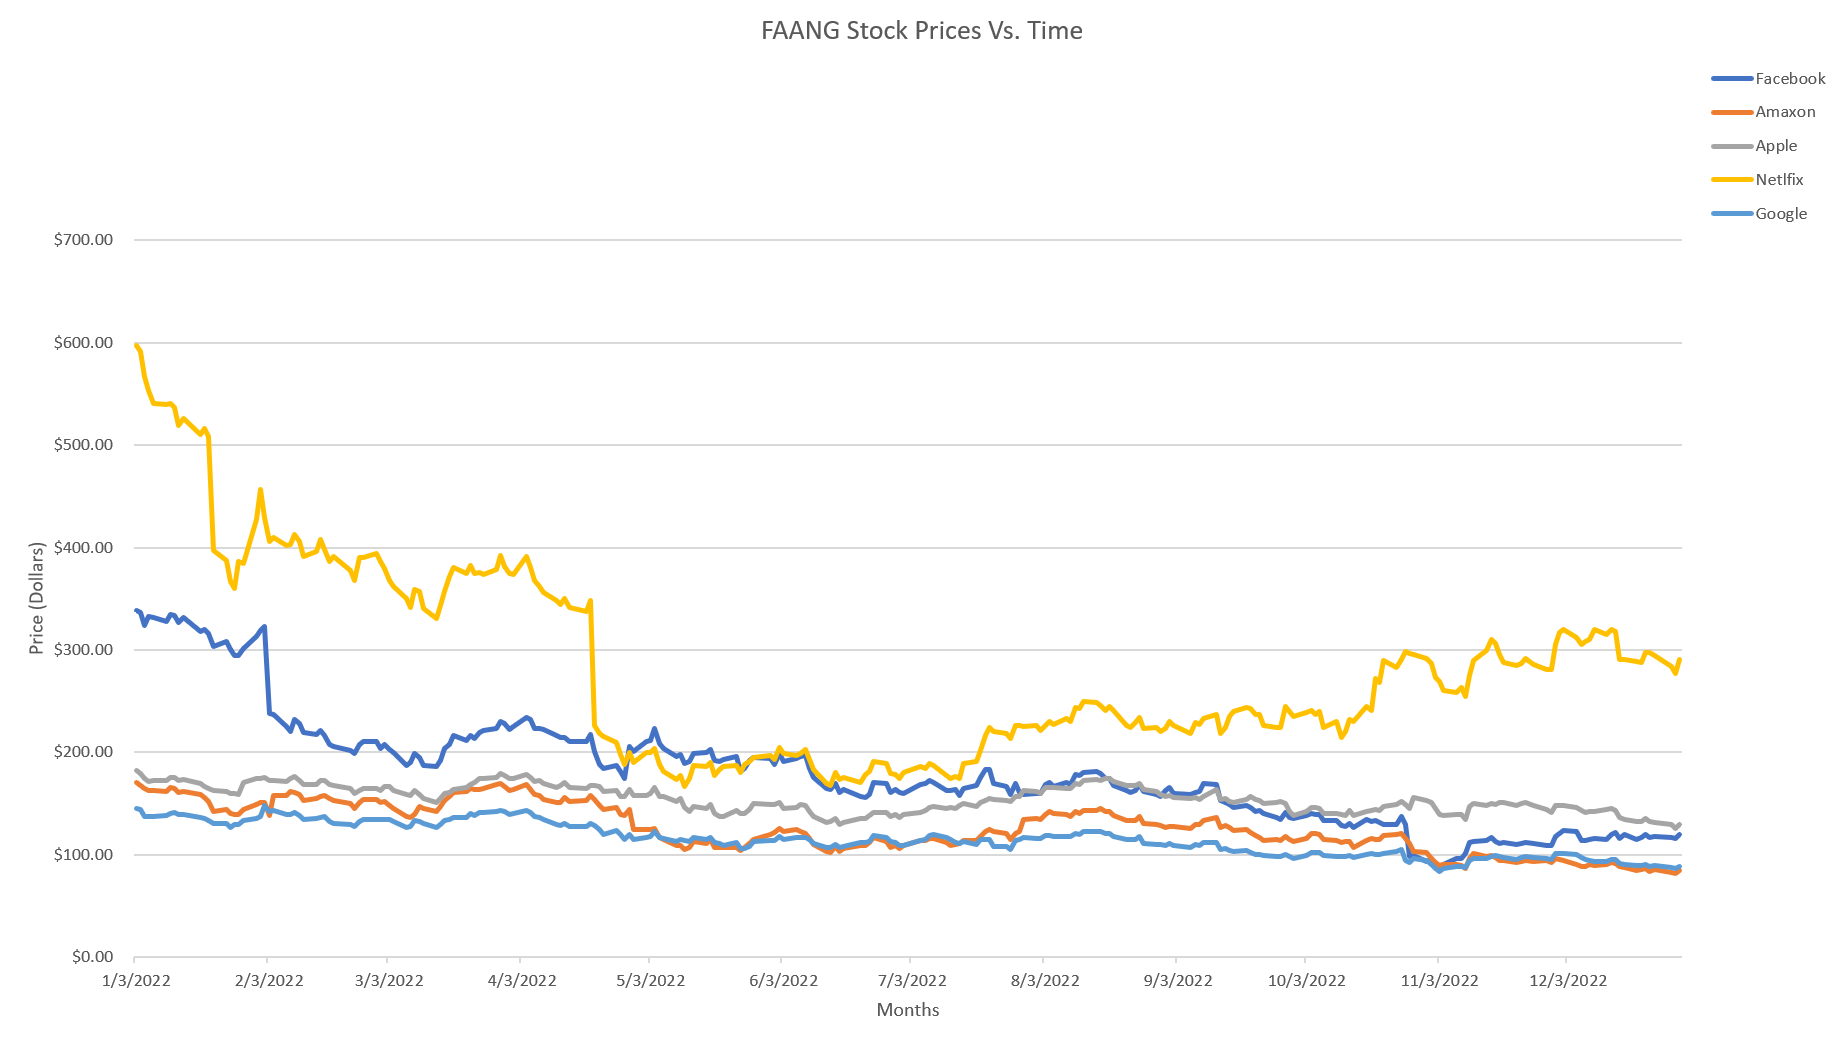 FAANG Stock Prices Vs. Time
Facebook
Amaxon
Apple
Netlfix
Google
$700.00
$600.00
$500.00
$400.00
$300.00
$200.00
$100.00
$0.00
Price (Dollars)
1/3/2022 2/3/2022 3/3/2022 4/3/2022 5/3/2022 6/3/2022 7/3/2022 8/3/2022 9/3/2022 10/3/2022 11/3/2022 12/3/2022
Months